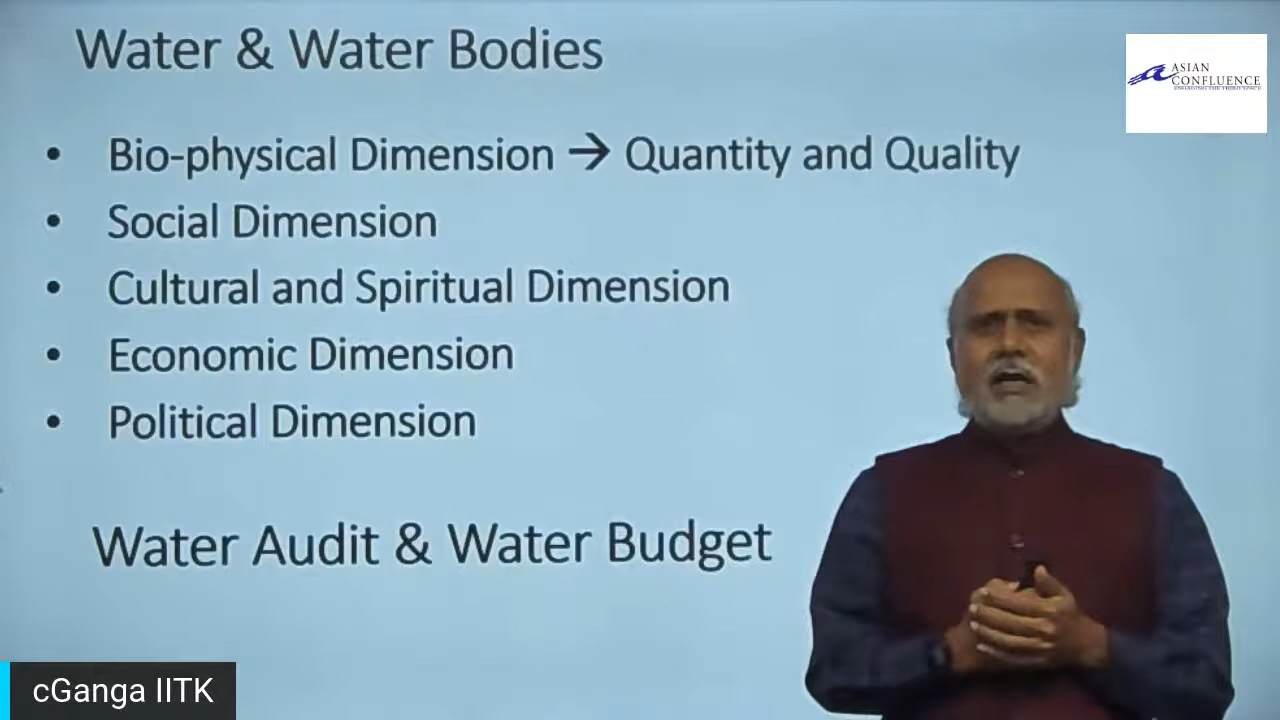 Water & Water Bodies
ASIAN
CONFLUENCE
• Bio-physical Dimension → Quantity and Quality
• Social Dimension
• Cultural and Spiritual Dimension
• Economic Dimension
• Political Dimension
Water Audit & Water Budget
cGanga IITK